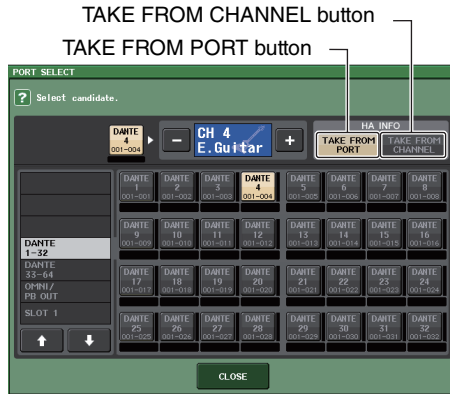 TAKE FROM CHANNEL button
TAKE FROM PORT button
PORT SELECT
? Select candidate.
DANTE 4 001-004
−
CH 4
E.Guitar
+
HA INFO
TAKE FROM PORT
TAKE FROM CHANNEL
DANTE 1 001-001
DANTE 2 001-002
DANTE 3 001-003
DANTE 4 001-004
DANTE 5 001-005
DANTE 6 001-006
DANTE 7 001-007
DANTE 8 001-008
DANTE 9 001-009
DANTE 10 001-010
DANTE 11 001-011
DANTE 12 001-012
DANTE 13 001-013
DANTE 14 001-014
DANTE 15 001-015
DANTE 16 001-016
DANTE 17 001-017
DANTE 18 001-018
DANTE 19 001-019
DANTE 20 001-020
DANTE 21 001-021
DANTE 22 001-022
DANTE 23 001-023
DANTE 24 001-024
DANTE 25 001-025
DANTE 26 001-026
DANTE 27 001-027
DANTE 28 001-028
DANTE 29 001-029
DANTE 30 001-030
DANTE 31 001-031
DANTE 32 001-032
DANTE 1-32
DANTE 33-64
OMNI/ PB OUT
SLOT 1
CLOSE